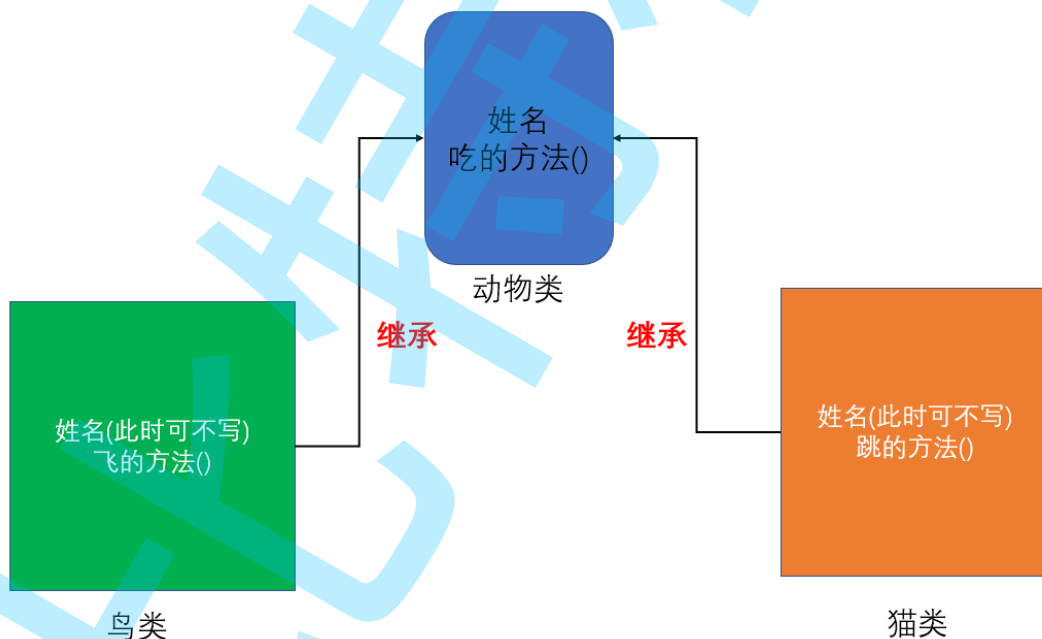 姓名
吃的方法()
动物类
继承
继承
姓名(此时可不写)
飞的方法()
姓名(此时可不写)
跳的方法()
鸟类
猫类